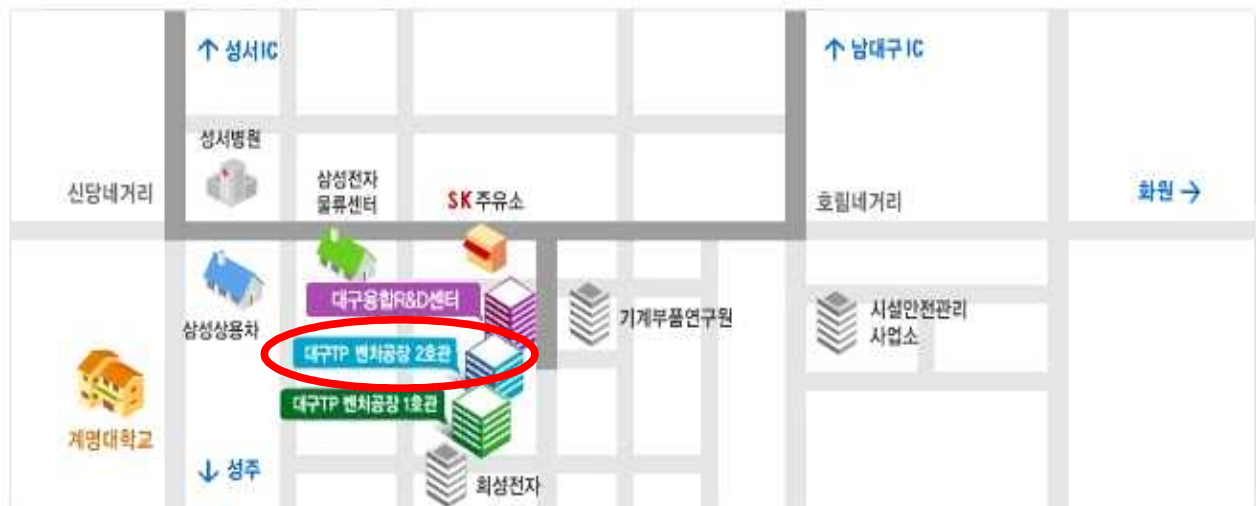 ↑ 성서IC
↑ 남대구IC
성서병원
신당네거리
삼성전자
물류센터
SK 주유소
호림네거리
화원 →
대구융합R&D센터
기계부품연구원
시설안전관리
사업소
삼성상용차
대구TP 벤처공장 2호관
대구TP 벤처공장 1호관
계명대학교
↓ 성주
희성전자